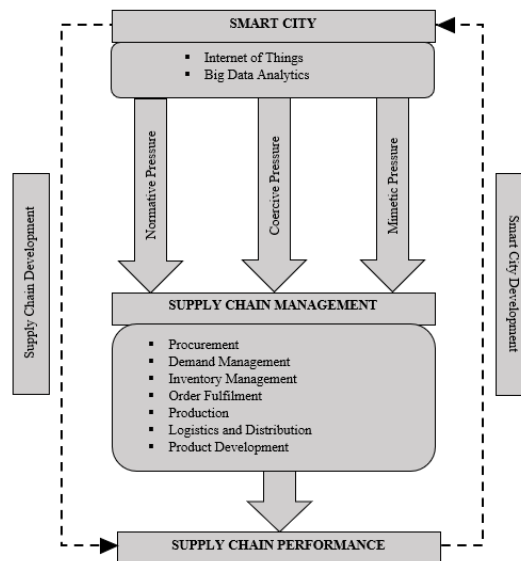 SMART CITY
Internet of Things
Big Data Analytics
Normative Pressure
Coercive Pressure
Mimetic Pressure
Supply Chain Development
Smart City Development
SUPPLY CHAIN MANAGEMENT
Procurement
Demand Management
Inventory Management
Order Fulfilment
Production
Logistics and Distribution
Product Development
SUPPLY CHAIN PERFORMANCE